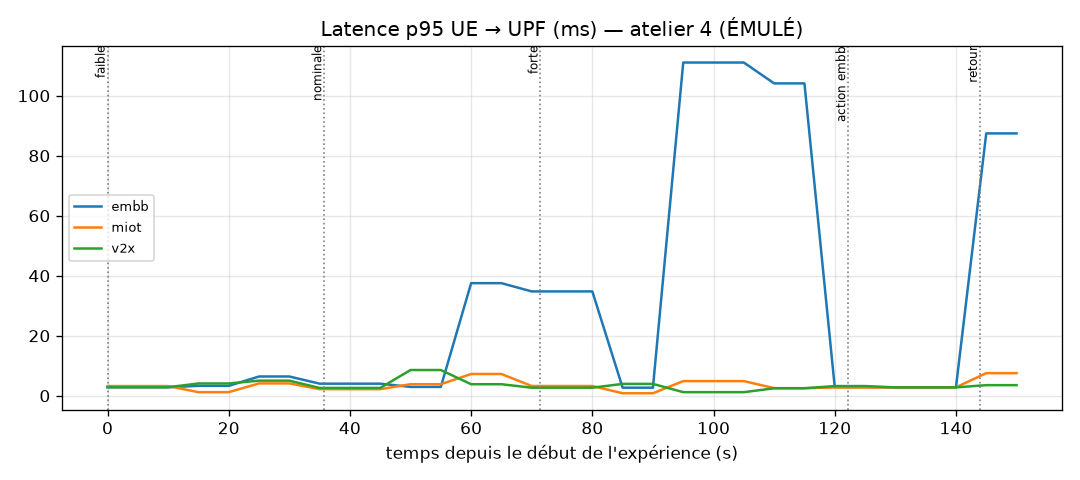 Latence p95 UE → UPF (ms) — atelier 4 (ÉMULÉ)
faible
nominale
forte
action embb
retour
100
80
60
40
20
0
embb
miot
v2x
0 20 40 60 80 100 120 140
temps depuis le début de l'expérience (s)